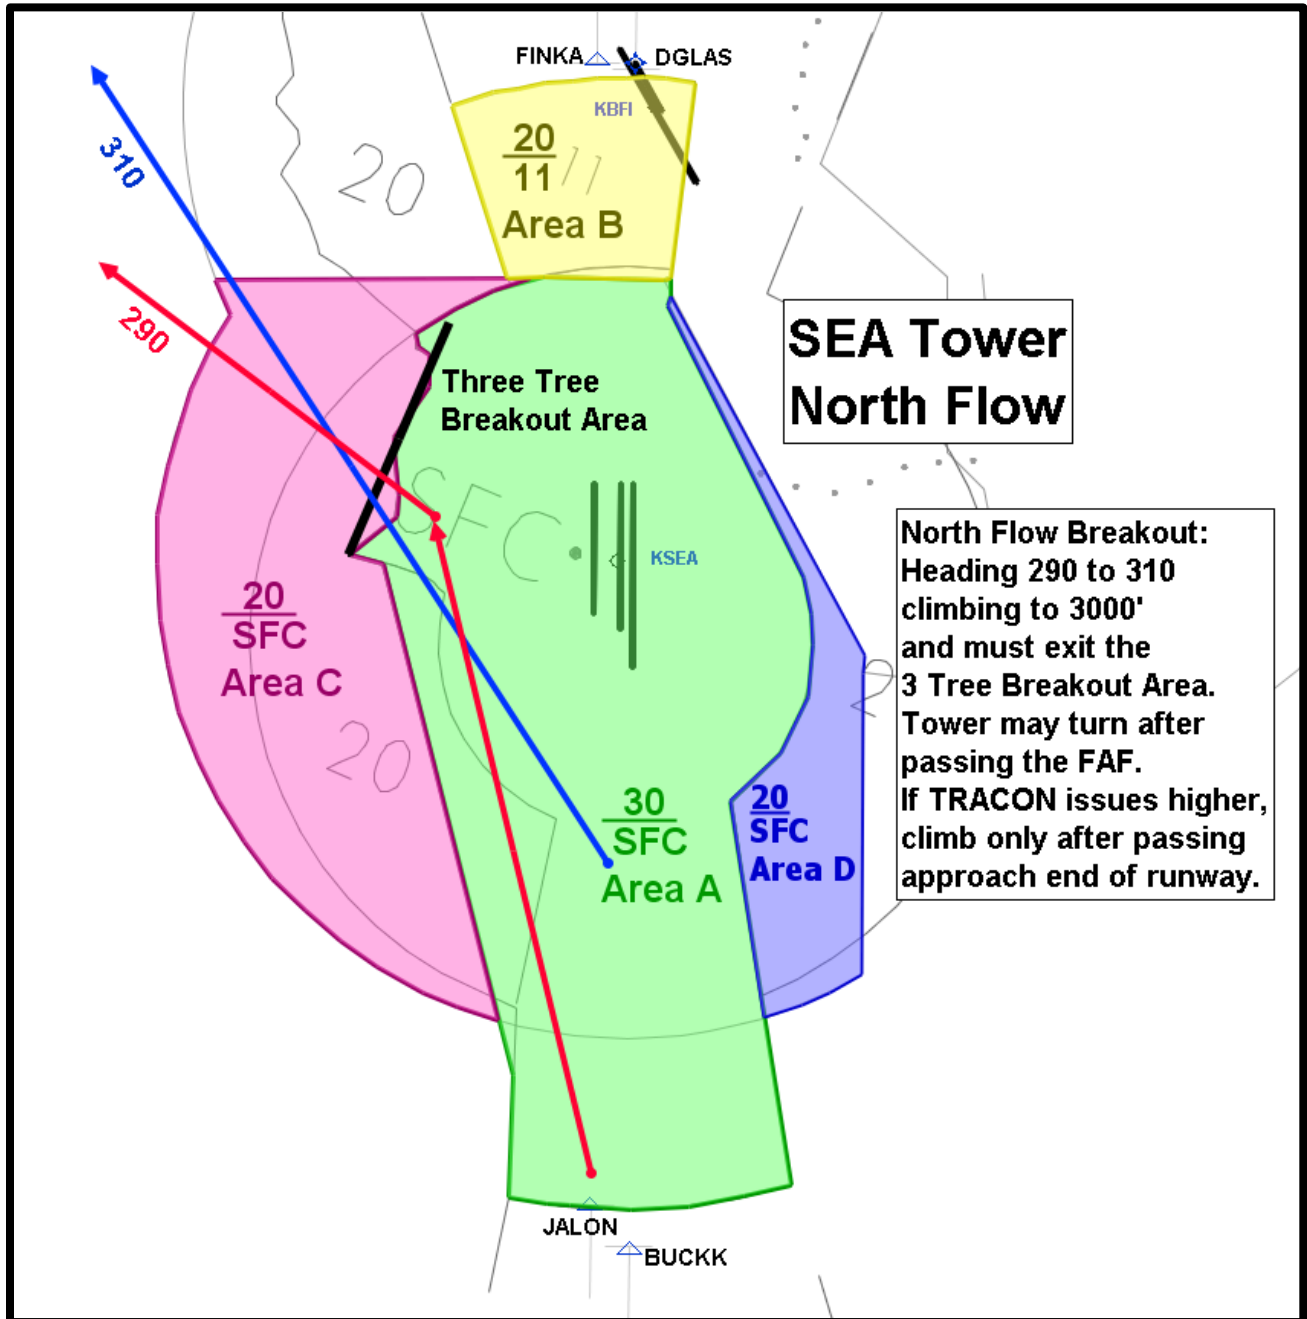 FINKA
DGLAS
KBFI
20
11
11
Area B
310
20
290
SEA Tower
North Flow
Three Tree
Breakout Area
SFC
KSEA
North Flow Breakout:
Heading 290 to 310
climbing to 3000'
and must exit the
3 Tree Breakout Area.
Tower may turn after
passing the FAF.
If TRACON issues higher,
climb only after passing
approach end of runway.
20
SFC
Area C
20
30
SFC
Area A
20
SFC
Area D
JALON
BUCKK